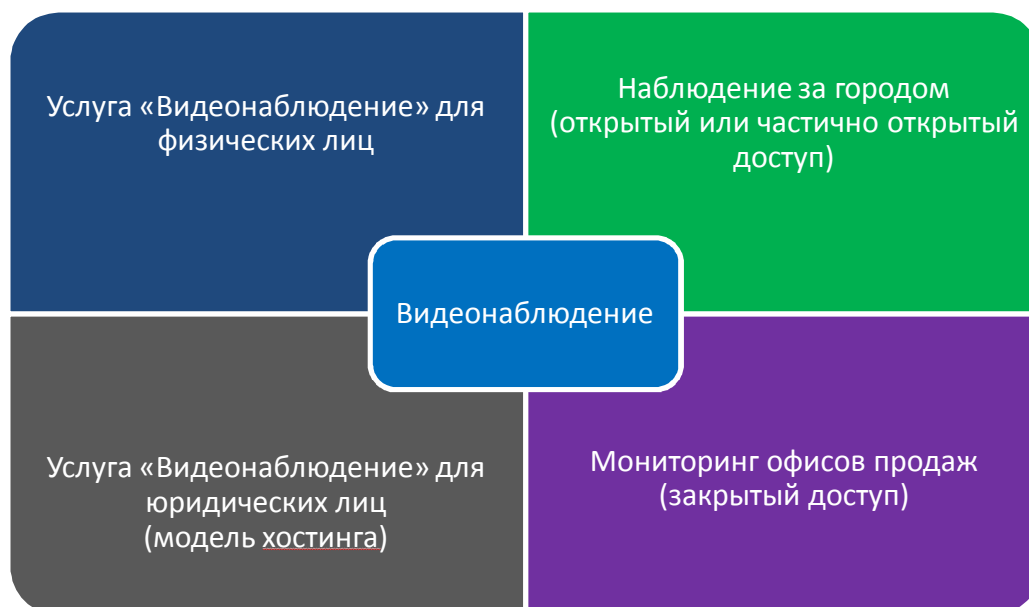 Услуга «Видеонаблюдение» для
физических лиц
Наблюдение за городом
(открытый или частично открытый
доступ)
Видеонаблюдение
Услуга «Видеонаблюдение» для
юридических лиц
(модель хостинга)
Мониторинг офисов продаж
(закрытый доступ)